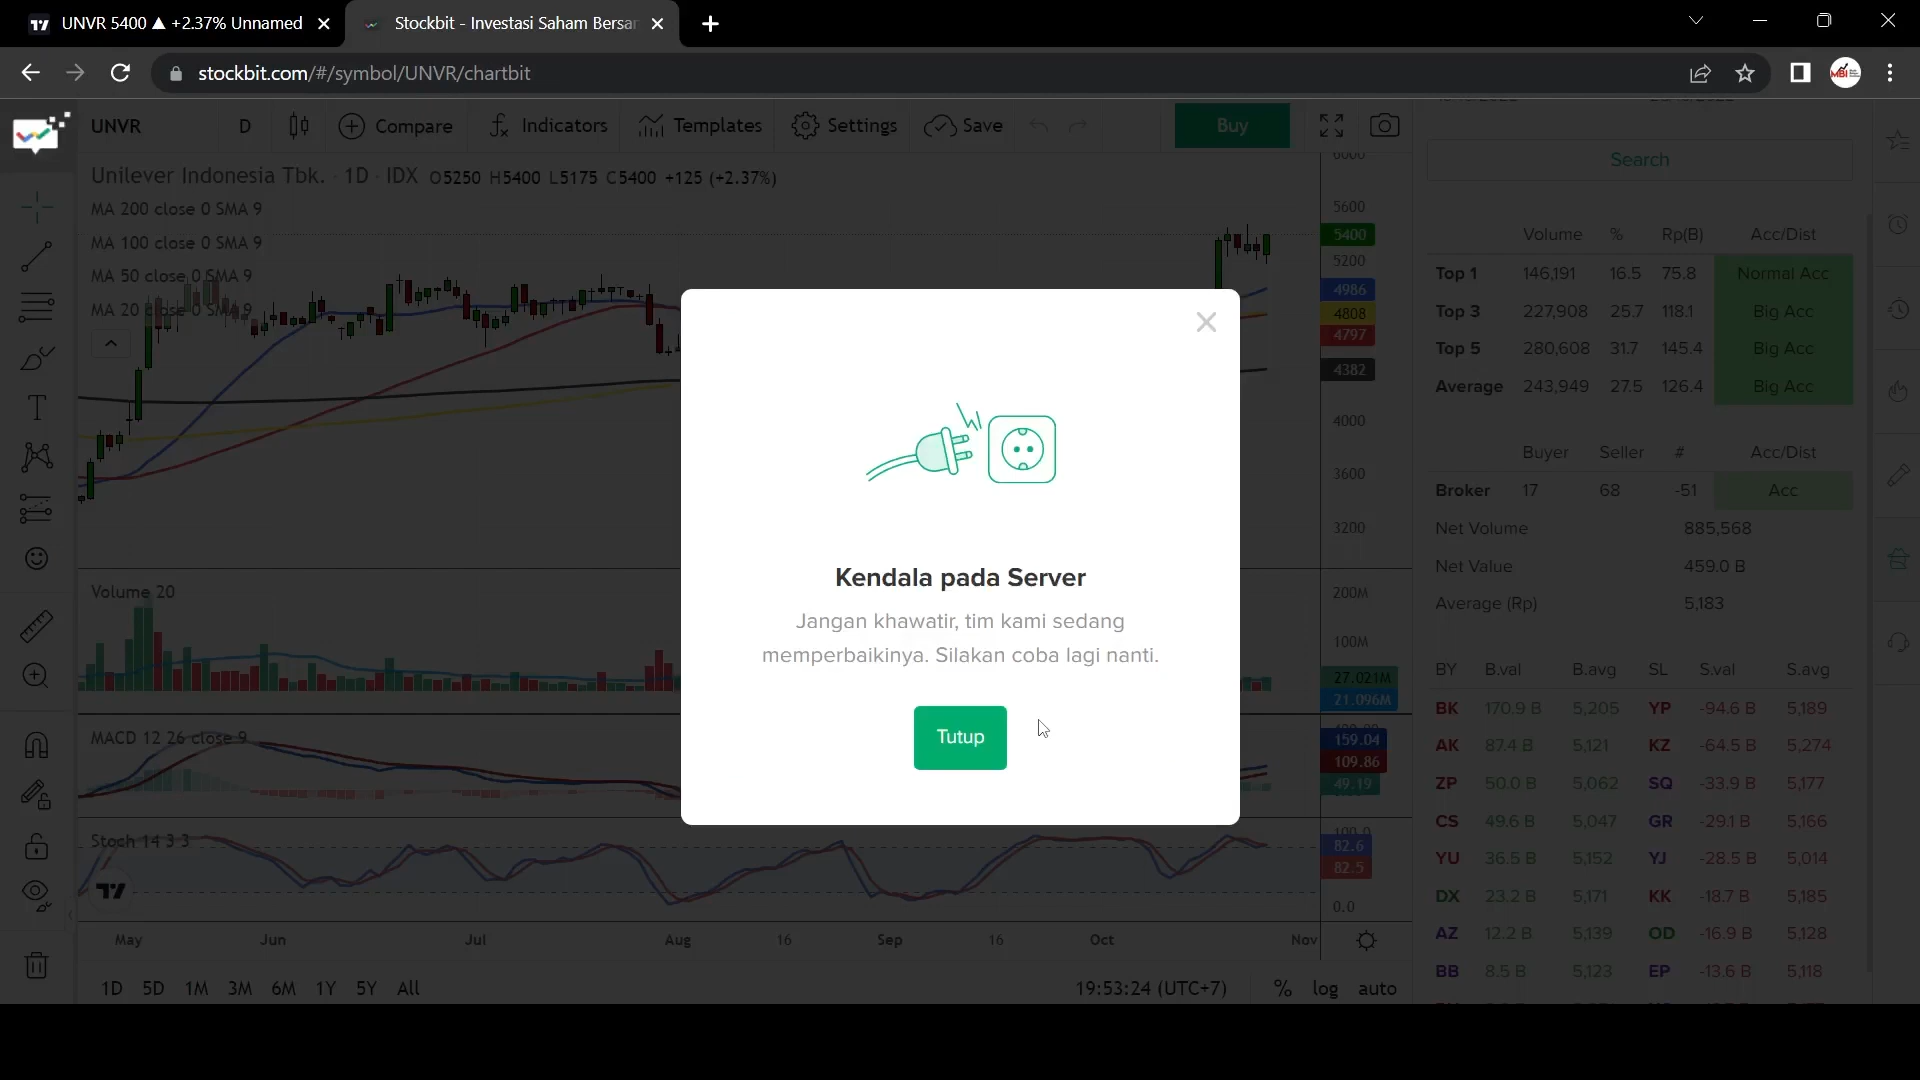 UNVR 5400 ▲ +2.37% Unnamed
Stockbit - Investasi Saham Bersa
stockbit.com/#/symbol/UNVR/chartbit
UNVR D Compare Indicators Templates Settings Save Buy
Unilever Indonesia Tbk. · 1D · IDX O5250 H5400 L5175 C5400 +125 (+2.37%)
MA 200 close 0 SMA 9
MA 100 close 0 SMA 9
MA 50 close 0 SMA 9
MA 20 close 0 SMA 9
6000
5600
5400
5200
4986
4808
4797
4382
4000
3600
3200
Volume 20
200M
100M
27.021M
21.096M
MACD 12 26 close 9
159.04
109.86
49.19
Stoch 14 3 3
100.0
82.6
82.5
0.0
May Jun Jul Aug 16 Sep 16 Oct Nov
1D 5D 1M 3M 6M 1Y 5Y All
19:53:24 (UTC+7) % log auto
Kendala pada Server
Jangan khawatir, tim kami sedang
memperbaikinya. Silakan coba lagi nanti.
Tutup
Search
Volume % Rp(B) Acc/Dist
Top 1 146,191 16.5 75.8 Normal Acc
Top 3 227,908 25.7 118.1 Big Acc
Top 5 280,608 31.7 145.4 Big Acc
Average 243,949 27.5 126.4 Big Acc
Buyer Seller # Acc/Dist
Broker 17 68 -51 Acc
Net Volume 885,568
Net Value 459.0 B
Average (Rp) 5,183
BY B.val B.avg SL S.val S.avg
BK 170.9 B 5,205 YP -94.6 B 5,189
AK 87.4 B 5,121 KZ -64.5 B 5,274
ZP 50.0 B 5,062 SQ -33.9 B 5,177
CS 49.6 B 5,047 GR -29.1 B 5,166
YU 36.5 B 5,152 YJ -28.5 B 5,014
DX 23.2 B 5,171 KK -18.7 B 5,185
AZ 12.2 B 5,139 OD -16.9 B 5,128
BB 8.5 B 5,123 EP -13.6 B 5,118